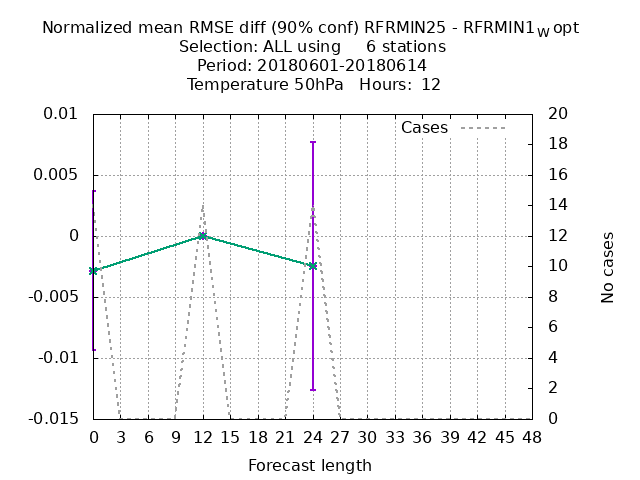 Normalized mean RMSE diff (90% conf) RFRMIN25 - RFRMIN1w opt
Selection: ALL using 6 stations
Period: 20180601-20180614
Temperature 50hPa Hours: 12
Cases
0.01
0.005
0
-0.005
-0.01
-0.015
20
18
16
14
12
10
8
6
4
2
0
No cases
0 3 6 9 12 15 18 21 24 27 30 33 36 39 42 45 48
Forecast length